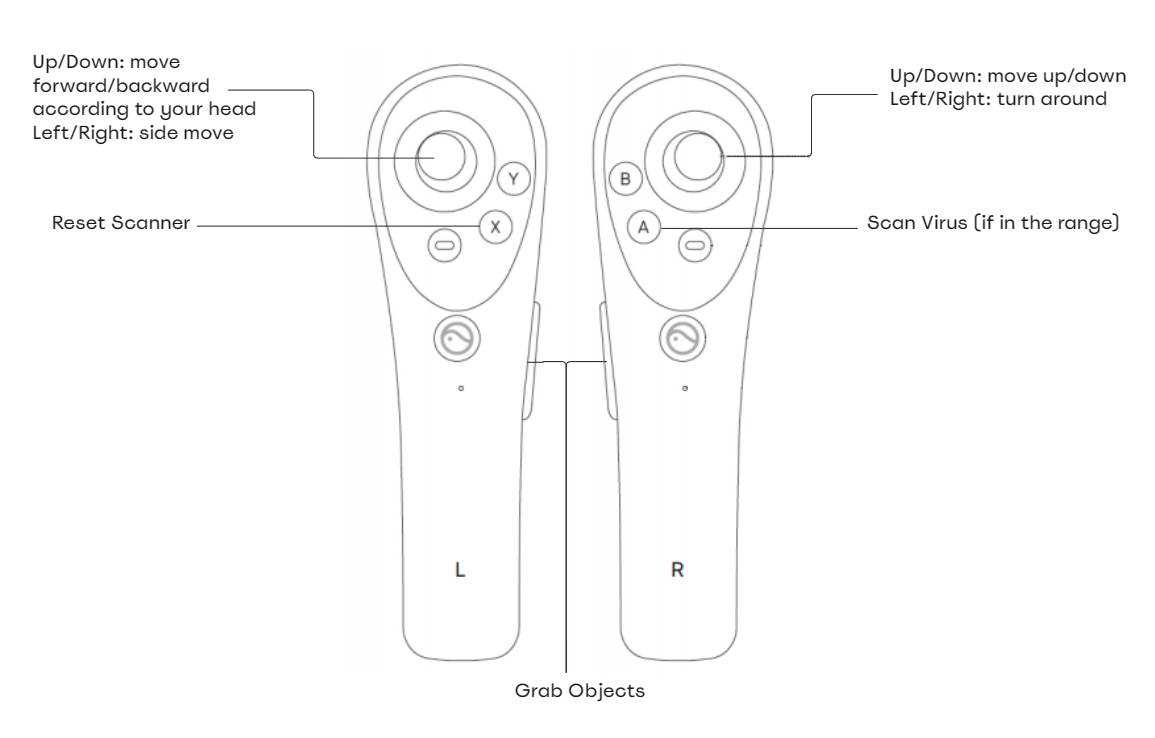 Up/Down: move
forward/backward
according to your head
Left/Right: side move
Up/Down: move up/down
Left/Right: turn around
Y
B
Reset Scanner
X
A
Scan Virus (if in the range)
L
R
Grab Objects